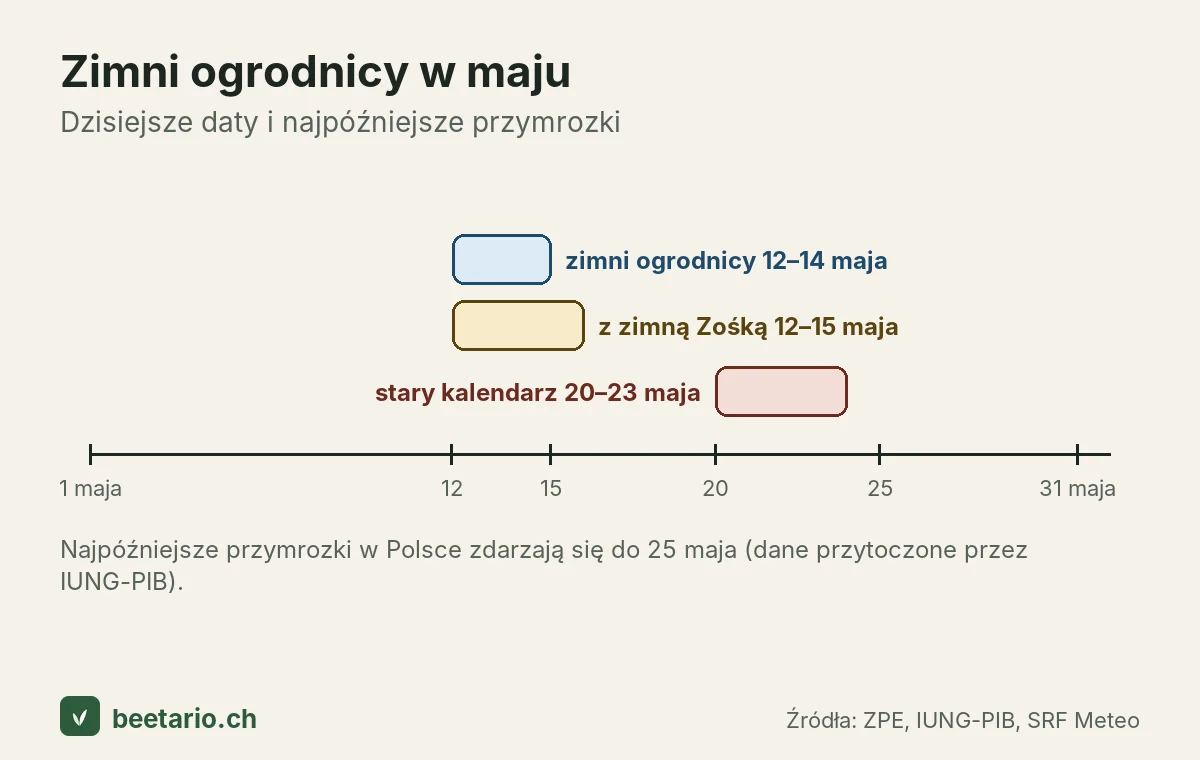 Zimni ogrodnicy w maju
Dzisiejsze daty i najpóźniejsze przymrozki
zimni ogrodnicy 12–14 maja
z zimną Zośką 12–15 maja
stary kalendarz 20–23 maja
1 maja
12
15
20
25
31 maja
Najpóźniejsze przymrozki w Polsce zdarzają się do 25 maja (dane przytoczone przez
IUNG-PIB).
beetario.ch
Źródła: ZPE, IUNG-PIB, SRF Meteo